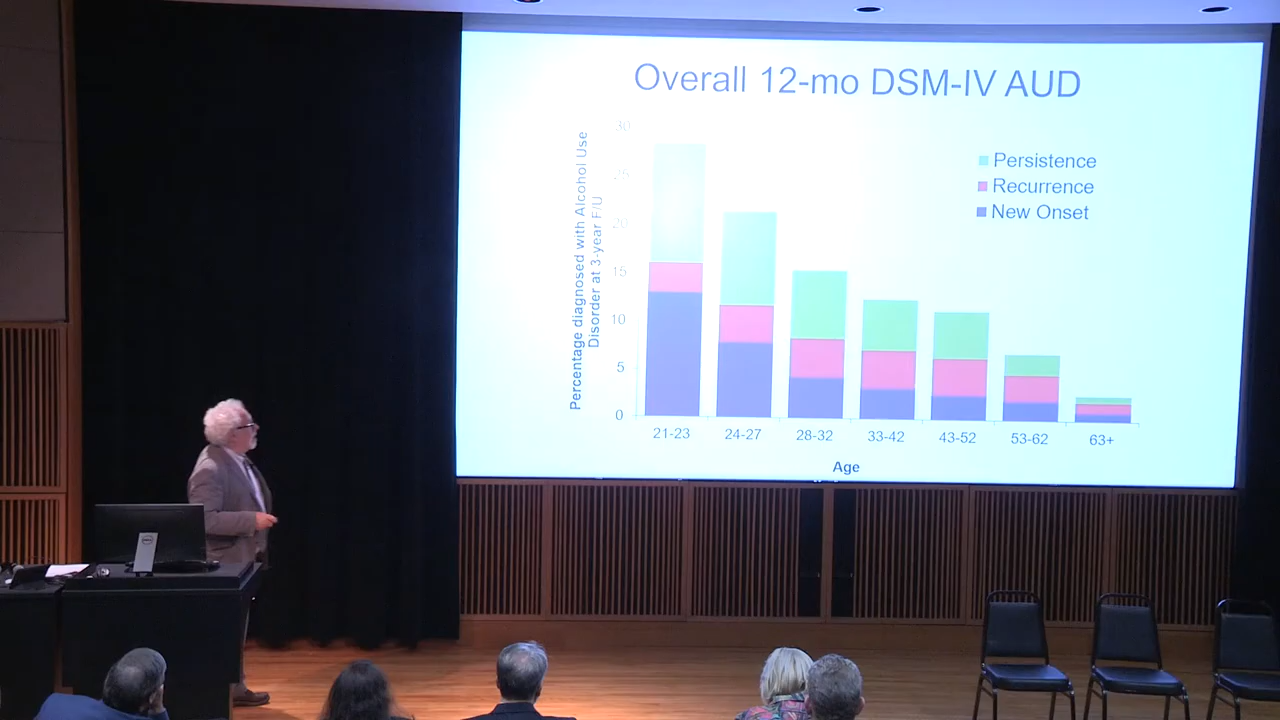 Overall 12-mo DSM-IV AUD
Percentage diagnosed with Alcohol Use
Disorder at 3-year F/U
30
25
20
15
10
5
0
Persistence
Recurrence
New Onset
21-23
24-27
28-32
33-42
43-52
53-62
63+
Age
DELL